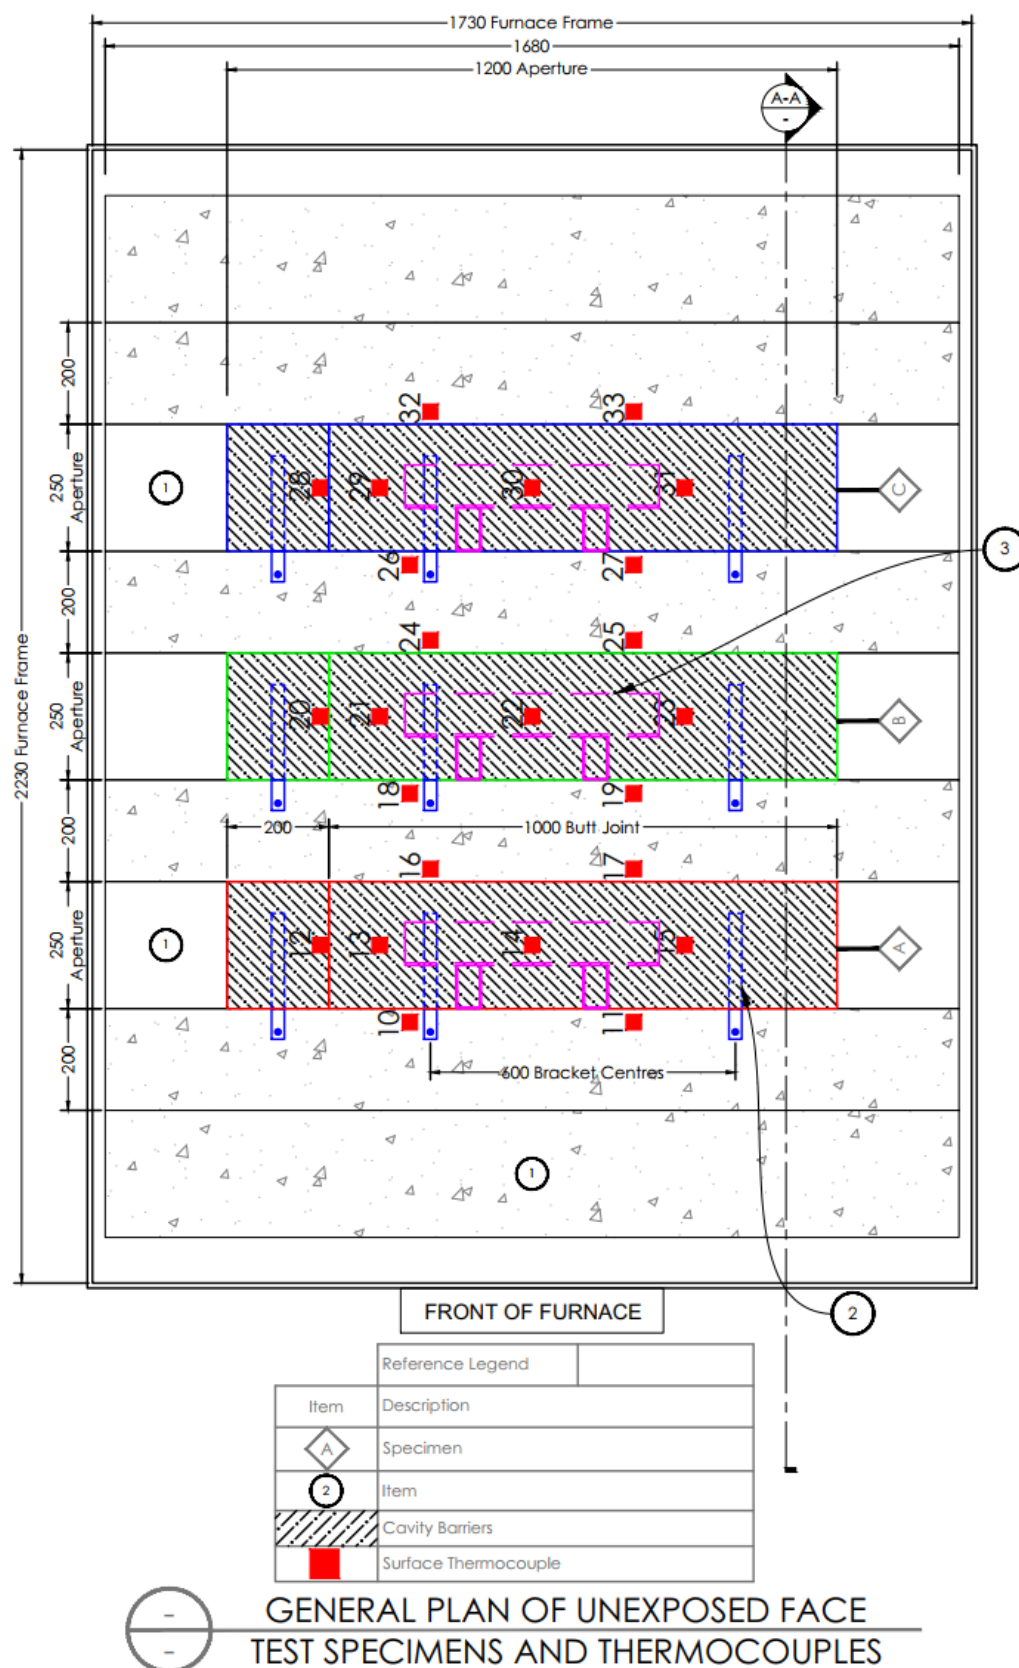 1730 Furnace Frame
1680
1200 Aperture
A-A
-
2230 Furnace Frame
200
32
33
250 Aperture
1
28
29
30
31
C
26
27
3
200
24
25
250 Aperture
20
21
22
23
B
18
19
200
200
1000 Butt Joint
16
17
250 Aperture
1
12
13
14
15
A
10
11
200
600 Bracket Centres
1
2
FRONT OF FURNACE
Reference Legend
Item
Description
A
Specimen
2
Item
Cavity Barriers
Surface Thermocouple
-
-
GENERAL PLAN OF UNEXPOSED FACE
TEST SPECIMENS AND THERMOCOUPLES